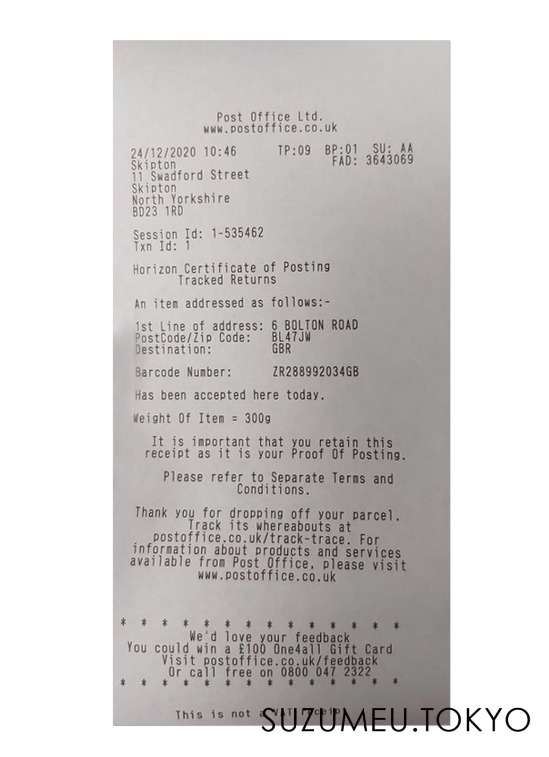 Post Office Ltd.
www.postoffice.co.uk
24/12/2020 10:46 TP:09 BP:01 SU: AA
Skipton FAD: 3643069
11 Swadford Street
Skipton
North Yorkshire
BD23 1RD
Session Id: 1-535462
Txn Id: 1
Horizon Certificate of Posting
Tracked Returns
An item addressed as follows:-
1st Line of address: 6 BOLTON ROAD
PostCode/Zip Code: BL47JW
Destination: GBR
Barcode Number: ZR288992034GB
Has been accepted here today.
Weight Of Item = 300g
It is important that you retain this
receipt as it is your Proof Of Posting.
Please refer to Separate Terms and
Conditions.
Thank you for dropping off your parcel.
Track its whereabouts at
postoffice.co.uk/track-trace. For
information about products and services
available from Post Office, please visit
www.postoffice.co.uk
* * * * * * * * * * * * * *
We'd love your feedback
You could win a £100 One4all Gift Card
Visit postoffice.co.uk/feedback
Or call free on 0800 047 2322
* * * * * * * * * * * * * *
This is not a VAT receipt
SUZUMEU.TOKYO